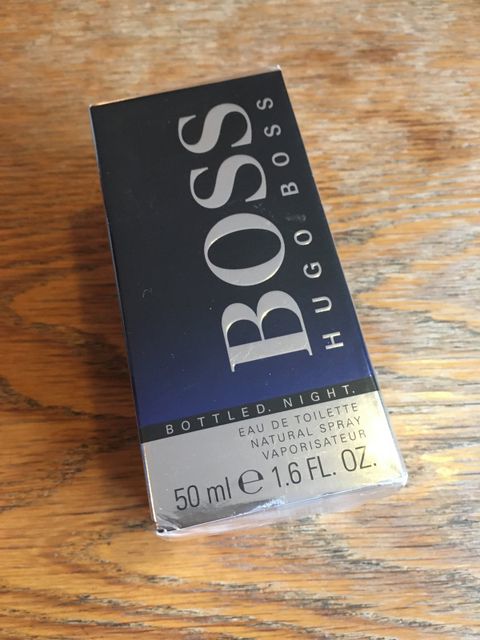 BOSS
HUGO BOSS
BOTTLED. NIGHT.
EAU DE TOILETTE
NATURAL SPRAY
VAPORISATEUR
50 ml ℮ 1.6 FL. OZ.